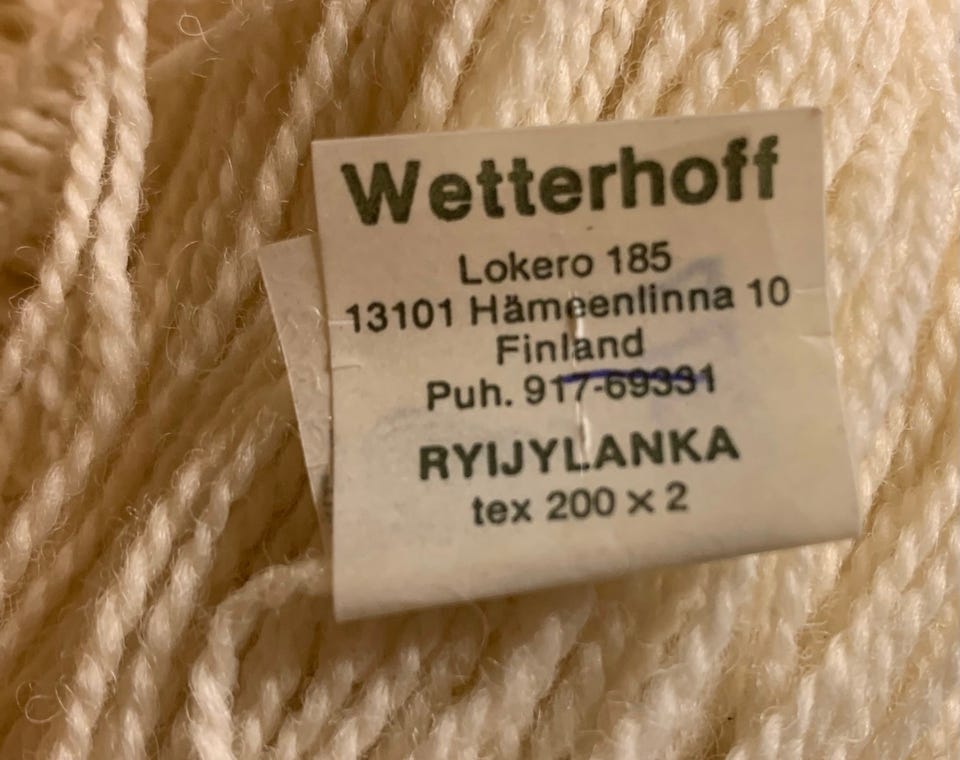 Wetterhoff
Lokero 185
13101 Hämeenlinna 10
Finland
Puh. 917-69331
RYIJYLANKA
tex 200 × 2